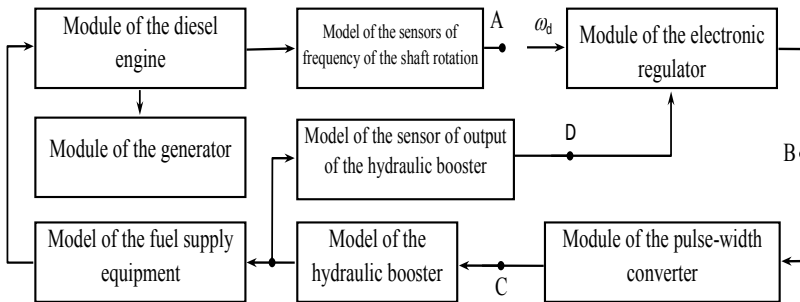 Module of the diesel
engine
Model of the sensors of
frequency of the shaft rotation
A
ω_d
Module of the electronic
regulator
Module of the generator
Model of the sensor of output
of the hydraulic booster
D
B
Model of the fuel supply
equipment
Model of the
hydraulic booster
C
Module of the pulse-width
converter